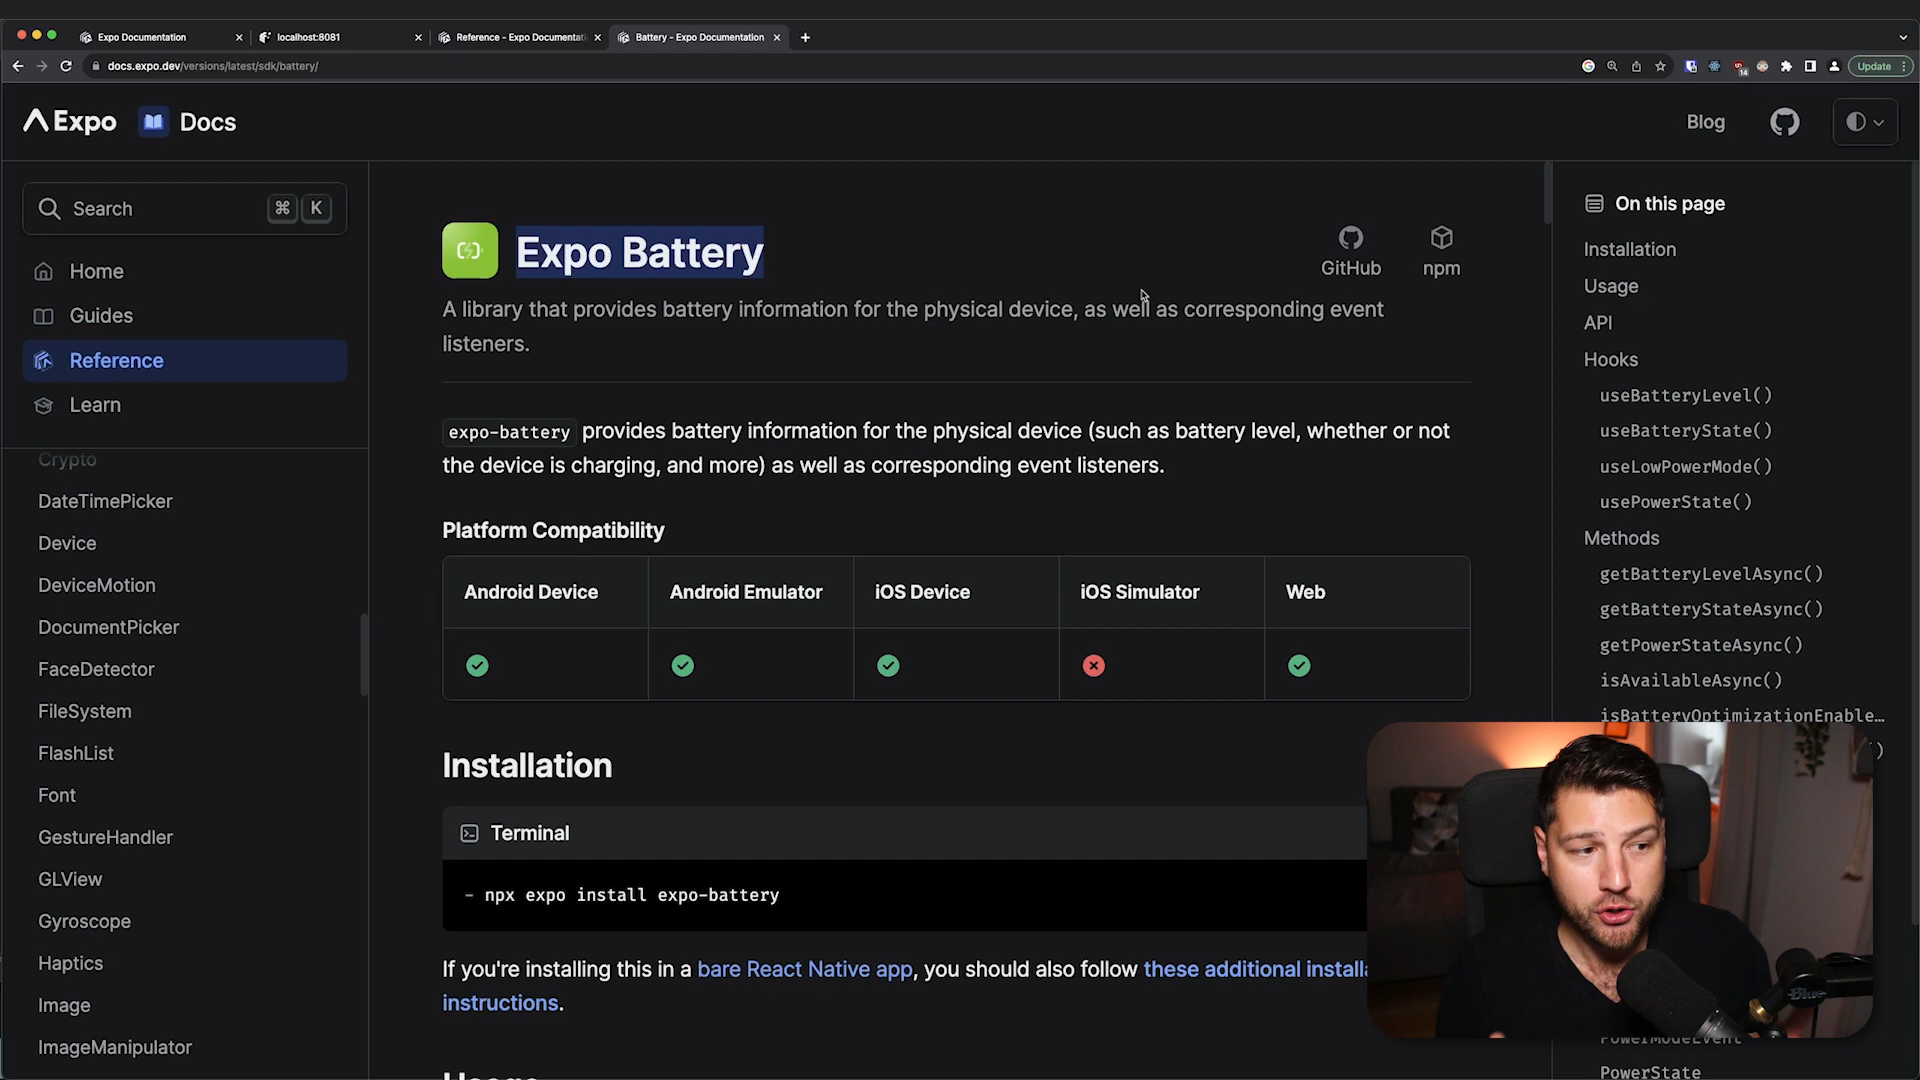 Expo Documentation
localhost:8081
Reference - Expo Documentati
Battery - Expo Documentation
docs.expo.dev/versions/latest/sdk/battery/
14
Update
Expo
Docs
Blog
Search
⌘ K
Home
Guides
Reference
Learn
Crypto
DateTimePicker
Device
DeviceMotion
DocumentPicker
FaceDetector
FileSystem
FlashList
Font
GestureHandler
GLView
Gyroscope
Haptics
Image
ImageManipulator
Expo Battery
GitHub
npm
A library that provides battery information for the physical device, as well as corresponding event
listeners.
expo-battery provides battery information for the physical device (such as battery level, whether or not
the device is charging, and more) as well as corresponding event listeners.
Platform Compatibility
Android Device Android Emulator iOS Device iOS Simulator Web
Installation
Terminal
- npx expo install expo-battery
If you're installing this in a bare React Native app, you should also follow these additional installa
instructions.
Usage
On this page
Installation
Usage
API
Hooks
useBatteryLevel()
useBatteryState()
useLowPowerMode()
usePowerState()
Methods
getBatteryLevelAsync()
getBatteryStateAsync()
getPowerStateAsync()
isAvailableAsync()
isBatteryOptimizationEnable…
)
PowerModeEvent
PowerState
Blue